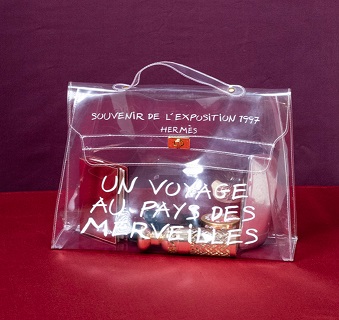 SOUVENIR DE L'EXPOSITION 1997
HERMÈS
UN VOYAGE
AU PAYS DES
MERVEILLES